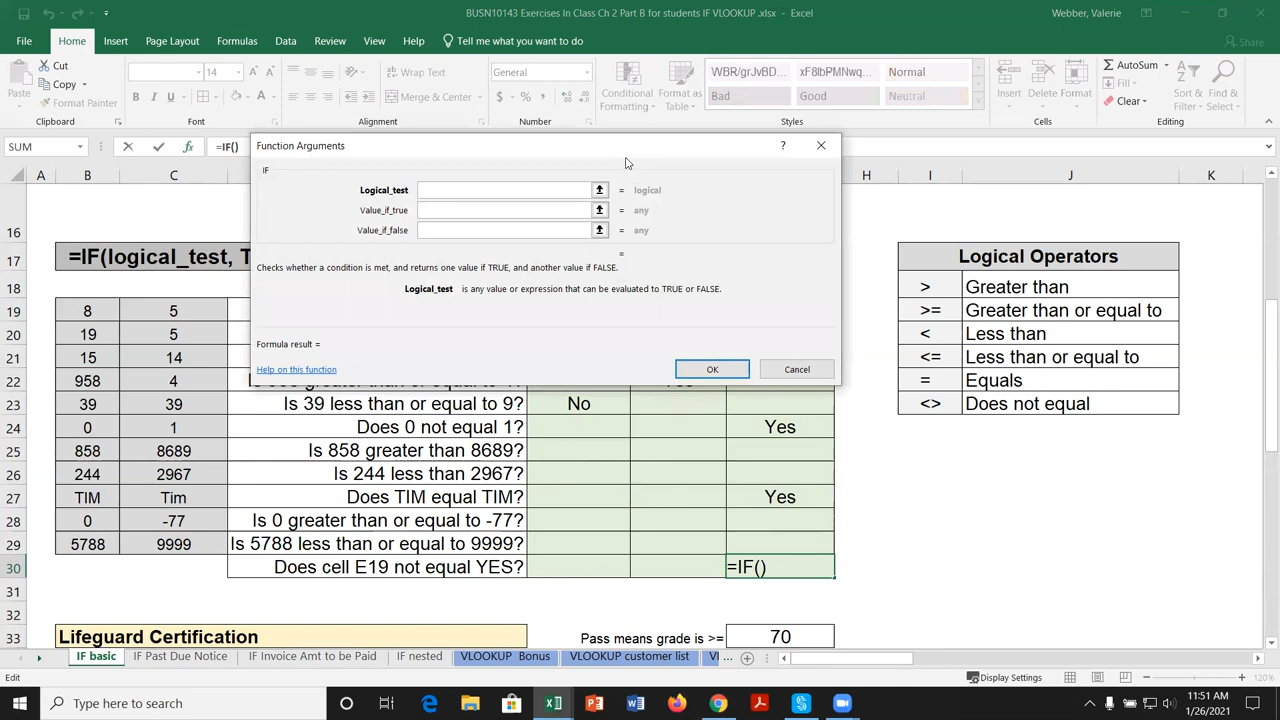 BUSN10143 Exercises In Class Ch 2 Part B for students IF VLOOKUP .xlsx - Excel
Webber, Valerie
File Home Insert Page Layout Formulas Data Review View Help Tell me what you want to do Share
Paste Cut Copy Format Painter
14
B I U A A
Wrap Text
Merge & Center
General
$ % ,
Conditional Formatting
Format as Table
WBR/g/vBD... xF8lbPMNwq... Normal
Bad Good Neutral
Insert Delete Format
AutoSum Fill Clear
Sort & Filter
Find & Select
Clipboard Font Alignment Number Styles Cells Editing
SUM fx =IF()
A B C H I J K
Function Arguments ?
IF
Logical_test = logical
Value_if_true = any
Value_if_false = any
=
Checks whether a condition is met, and returns one value if TRUE, and another value if FALSE.
Logical_test is any value or expression that can be evaluated to TRUE or FALSE.
Formula result =
Help on this function
OK Cancel
16
17 =IF(logical_test, T Logical Operators
18 > Greater than
19 8 5 >= Greater than or equal to
20 19 5 < Less than
21 15 14 <= Less than or equal to
22 958 4 = Equals
23 39 39 Is 39 less than or equal to 9? No <> Does not equal
24 0 1 Does 0 not equal 1? Yes
25 858 8689 Is 858 greater than 8689?
26 244 2967 Is 244 less than 2967?
27 TIM Tim Does TIM equal TIM? Yes
28 0 -77 Is 0 greater than or equal to -77?
29 5788 9999 Is 5788 less than or equal to 9999?
30 Does cell E19 not equal YES? =IF()
31
32
33 Lifeguard Certification Pass means grade is >= 70
IF basic IF Past Due Notice IF Invoice Amt to be Paid IF nested VLOOKUP Bonus VLOOKUP customer list ...
Edit Display Settings 120%
Type here to search
11:51 AM
1/26/2021